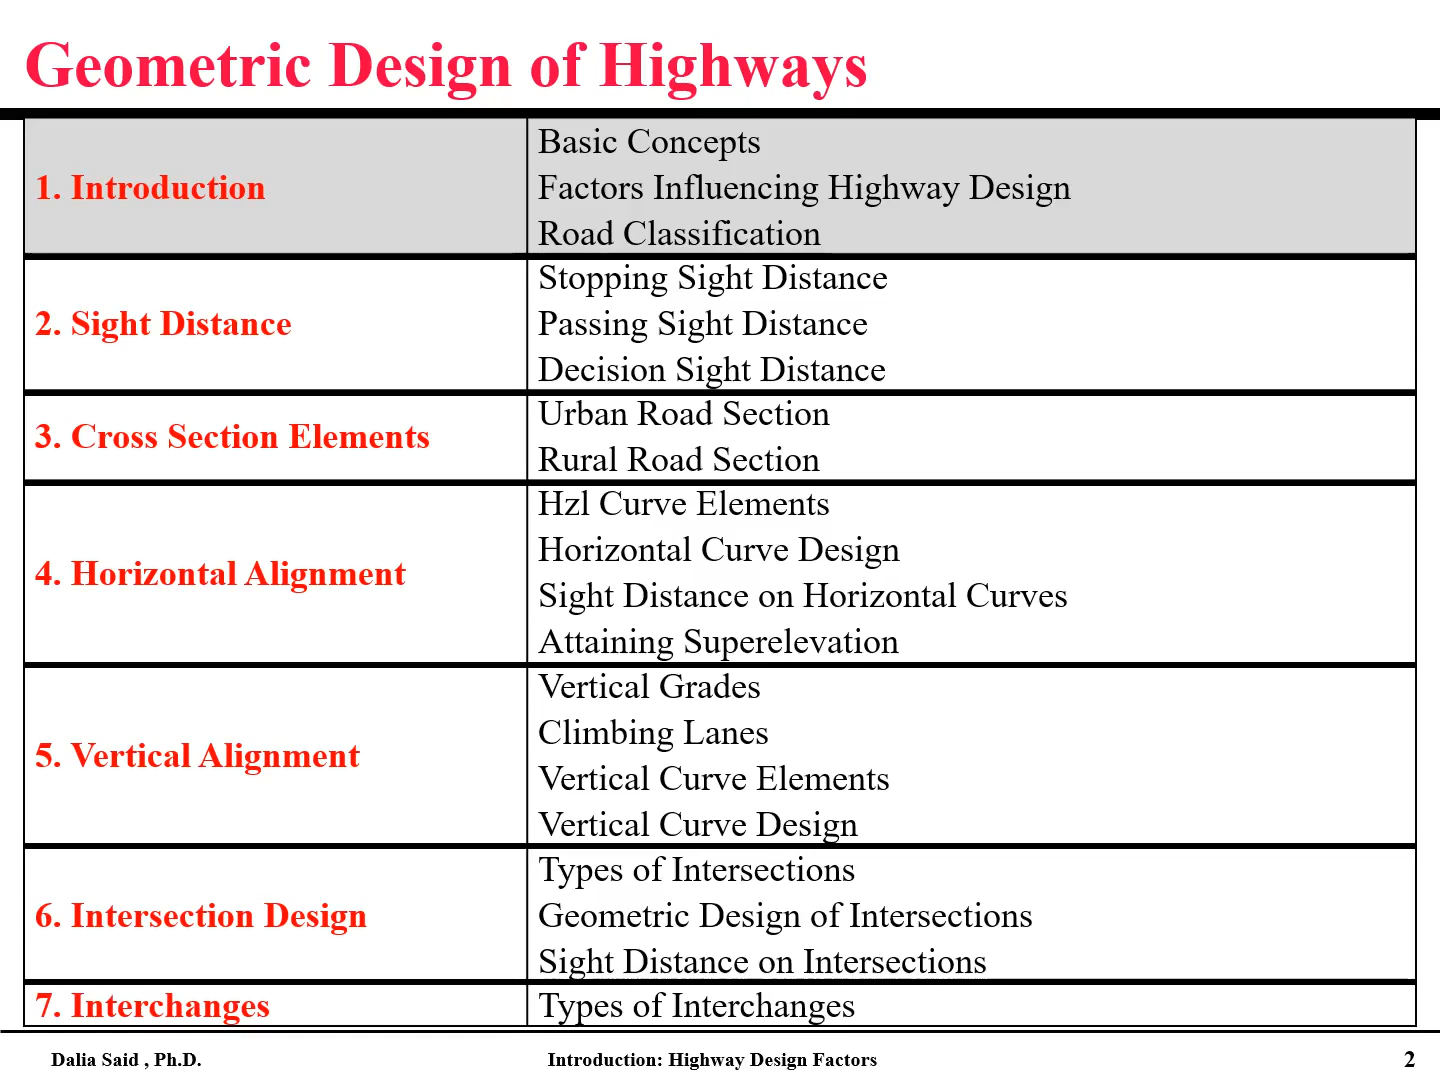 Geometric Design of Highways
1. Introduction
Basic Concepts
Factors Influencing Highway Design
Road Classification
2. Sight Distance
Stopping Sight Distance
Passing Sight Distance
Decision Sight Distance
3. Cross Section Elements
Urban Road Section
Rural Road Section
4. Horizontal Alignment
Hzl Curve Elements
Horizontal Curve Design
Sight Distance on Horizontal Curves
Attaining Superelevation
5. Vertical Alignment
Vertical Grades
Climbing Lanes
Vertical Curve Elements
Vertical Curve Design
6. Intersection Design
Types of Intersections
Geometric Design of Intersections
Sight Distance on Intersections
7. Interchanges
Types of Interchanges
Dalia Said , Ph.D.
Introduction: Highway Design Factors
2